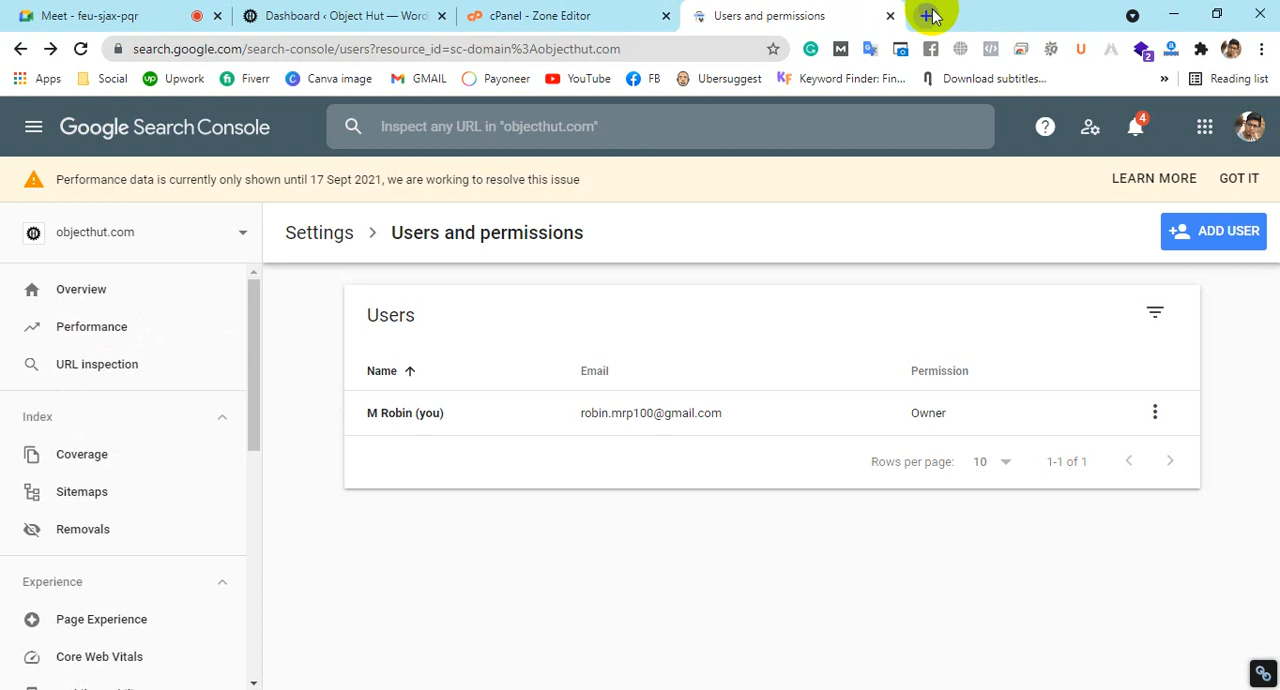 Meet - feu-sjax-pqr
Dashboard ‹ Object Hut — Wor
cPanel - Zone Editor
Users and permissions
search.google.com/search-console/users?resource_id=sc-domain%3Aobjecthut.com
2
Apps
Social
Upwork
Fiverr
Canva image
GMAIL
Payoneer
YouTube
FB
Ubersuggest
Keyword Finder: Fin...
Download subtitles...
»
Reading list
Google Search Console
Inspect any URL in "objecthut.com"
4
Performance data is currently only shown until 17 Sept 2021, we are working to resolve this issue
LEARN MORE
GOT IT
objecthut.com
Settings > Users and permissions
ADD USER
Overview
Performance
URL inspection
Index
Coverage
Sitemaps
Removals
Experience
Page Experience
Core Web Vitals
Users
Name
Email
Permission
M Robin (you)
robin.mrp100@gmail.com
Owner
Rows per page:
10
1-1 of 1